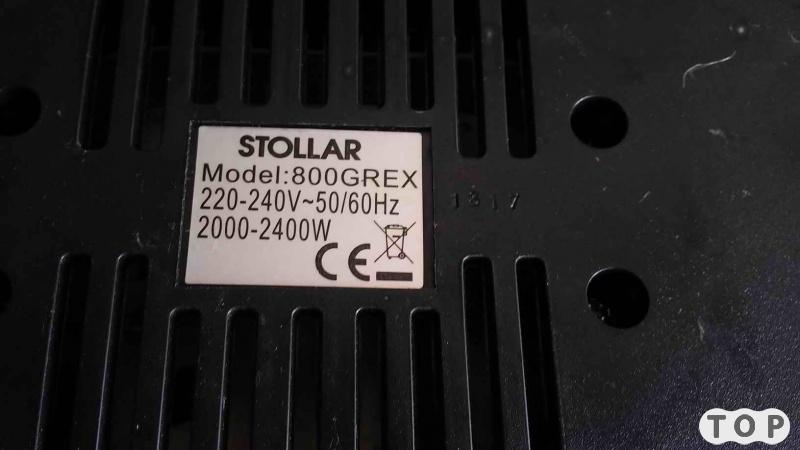 STOLLAR
Model:800GREX
220-240V~50/60Hz
2000-2400W
CE
1317
TOP